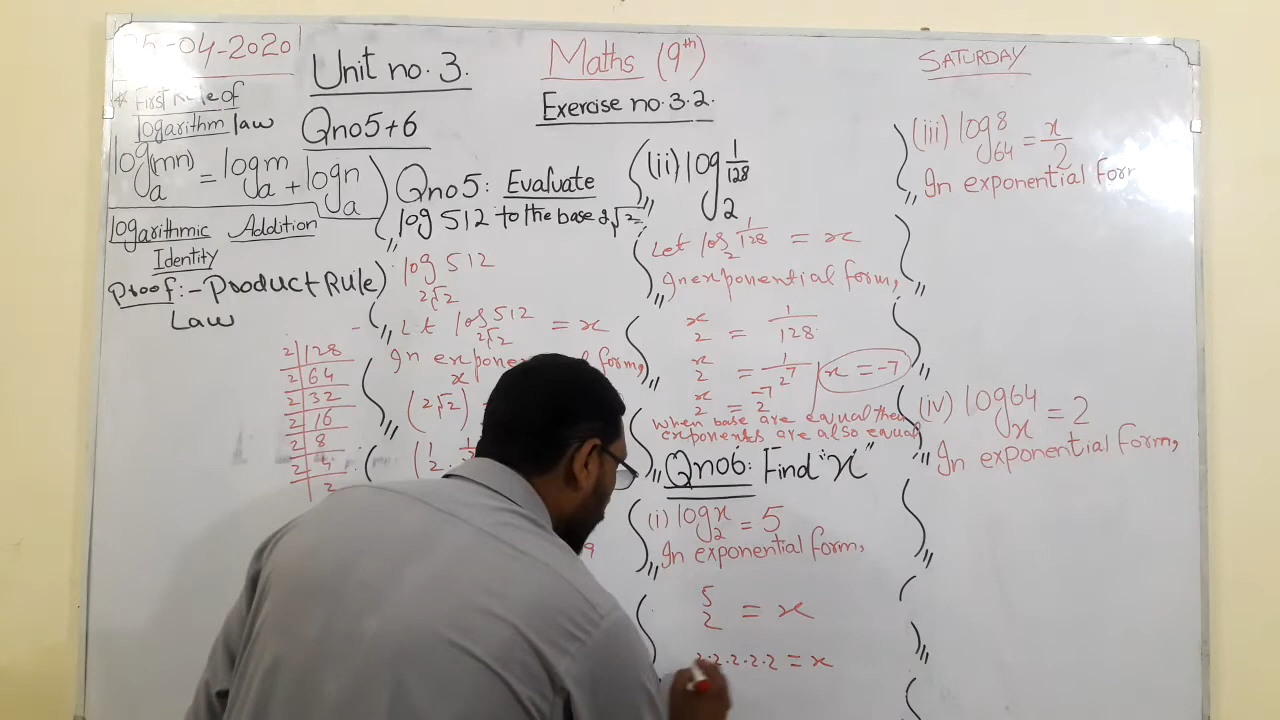 -04-2020
Unit no. 3.
Maths (9th)
SATURDAY
* First Rule of
logarithm law
Qno5+6
Exercise no. 3.2.
log(mn)a = logma + logna
Logarithmic Addition
Identity
Proof:- Product Rule
Law
2 | 128
2 | 64
2 | 32
2 | 16
2 | 8
2 | 4
2
Qno5: Evaluate
log 512 to the base 2√2
log 512
2√2
Let log 512 = x
2√2
In form,
x
(2√2)
9
(ii) log 1/128
2
Let log 1/128 = x
2
In exponential form,
2^x = 1/128
2^x = 1/2^7
x = -7
2^x = 2^-7
when base are equal then
exponents are also equal
Qno6: Find "x"
(i) log x = 5
2
In exponential form,
2^5 = x
2.2.2.2.2 = x
(iii) log 8 = x/2
64
In exponential
(iv) log 64 = 2
x
In exponential form,